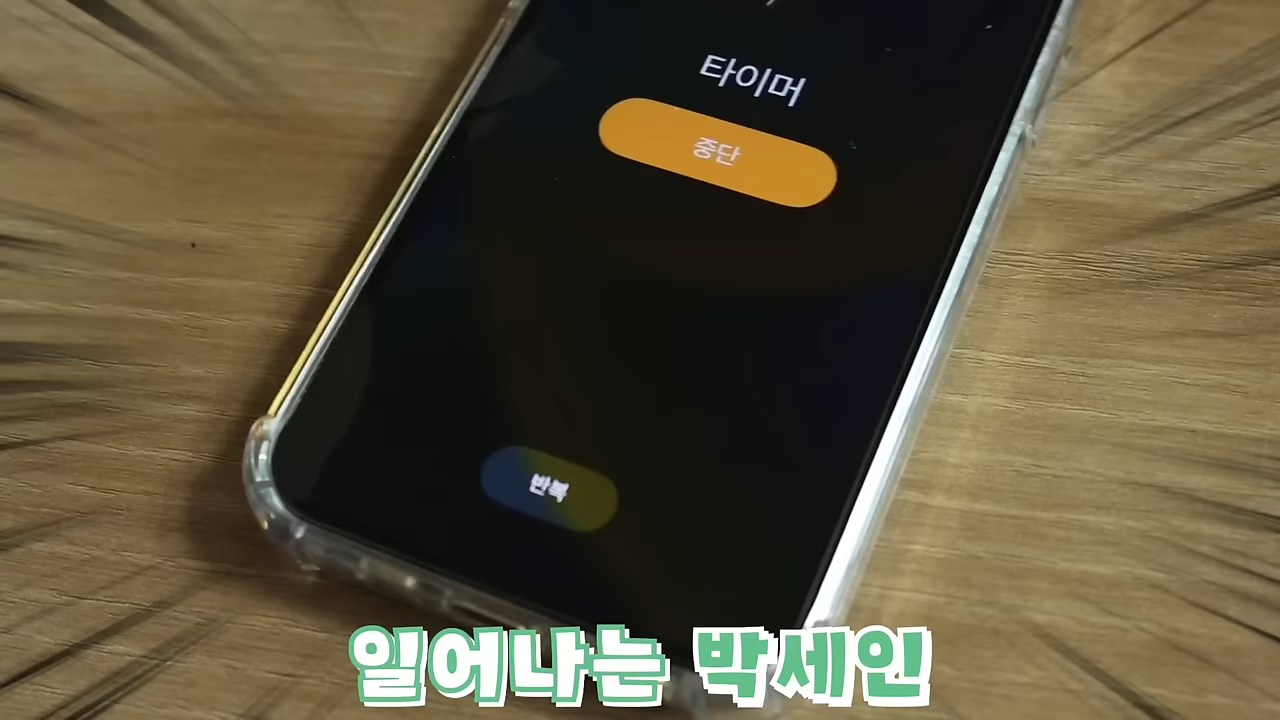 타이머
중단
반복
일어나는 박세인